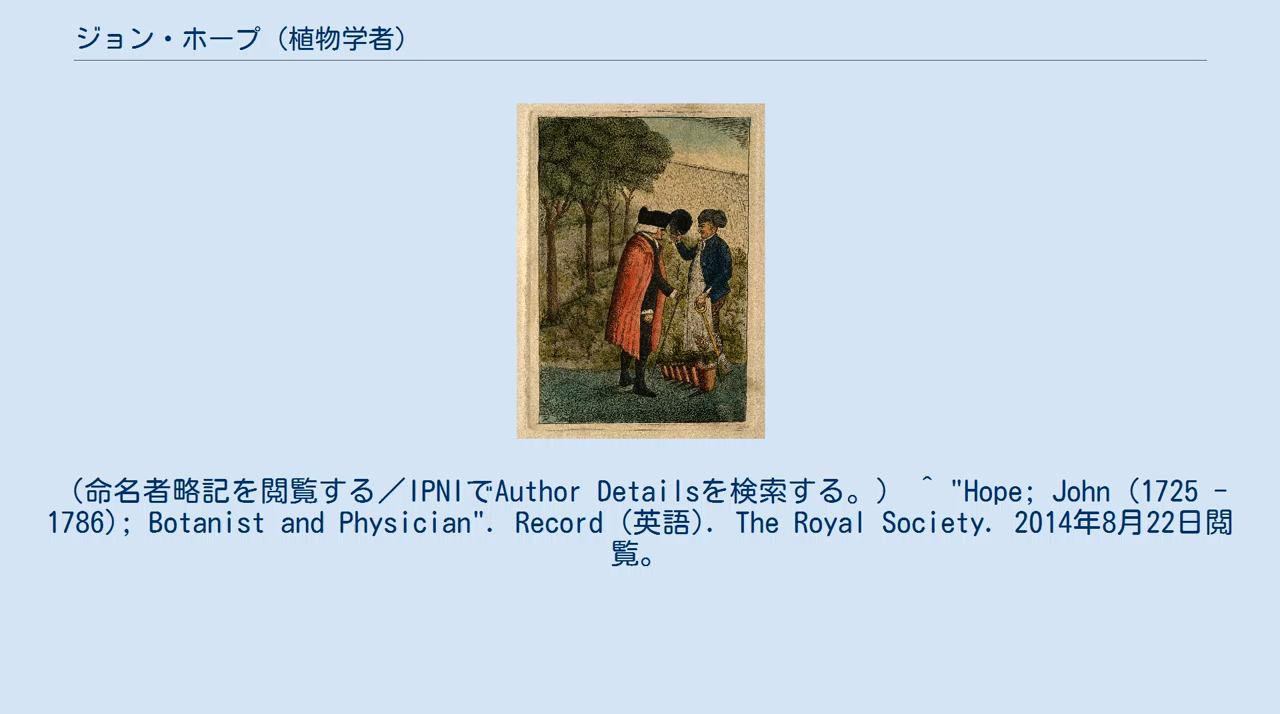 ジョン・ホープ（植物学者）
（命名者略記を閲覧する／IPNIでAuthor Detailsを検索する。） ^ "Hope; John (1725 -
1786); Botanist and Physician". Record (英語). The Royal Society. 2014年8月22日閲
覧。